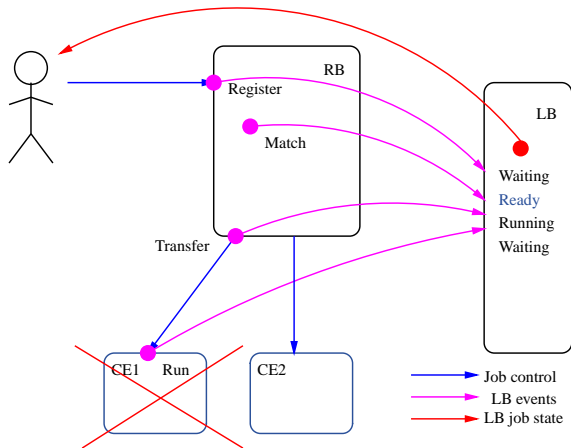 RB
Register
Match
LB
Waiting
Ready
Running
Waiting
Transfer
CE1 Run
CE2
Job control
LB events
LB job state